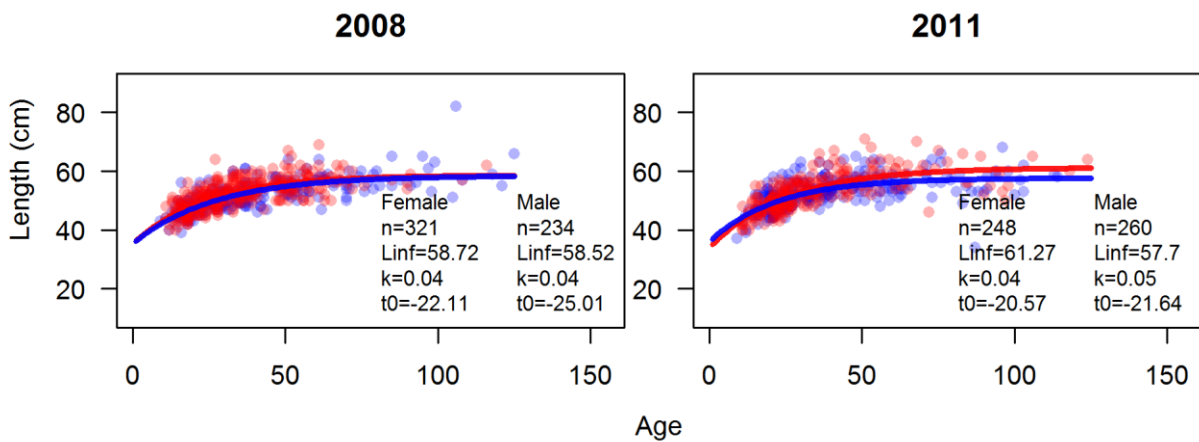 2008
2011
Length (cm)
80
60
40
20
Female Male
n=321 n=234
Linf=58.72 Linf=58.52
k=0.04 k=0.04
t0=-22.11 t0=-25.01
0 50 100 150
80
60
40
20
Female Male
n=248 n=260
Linf=61.27 Linf=57.7
k=0.04 k=0.05
t0=-20.57 t0=-21.64
0 50 100 150
Age